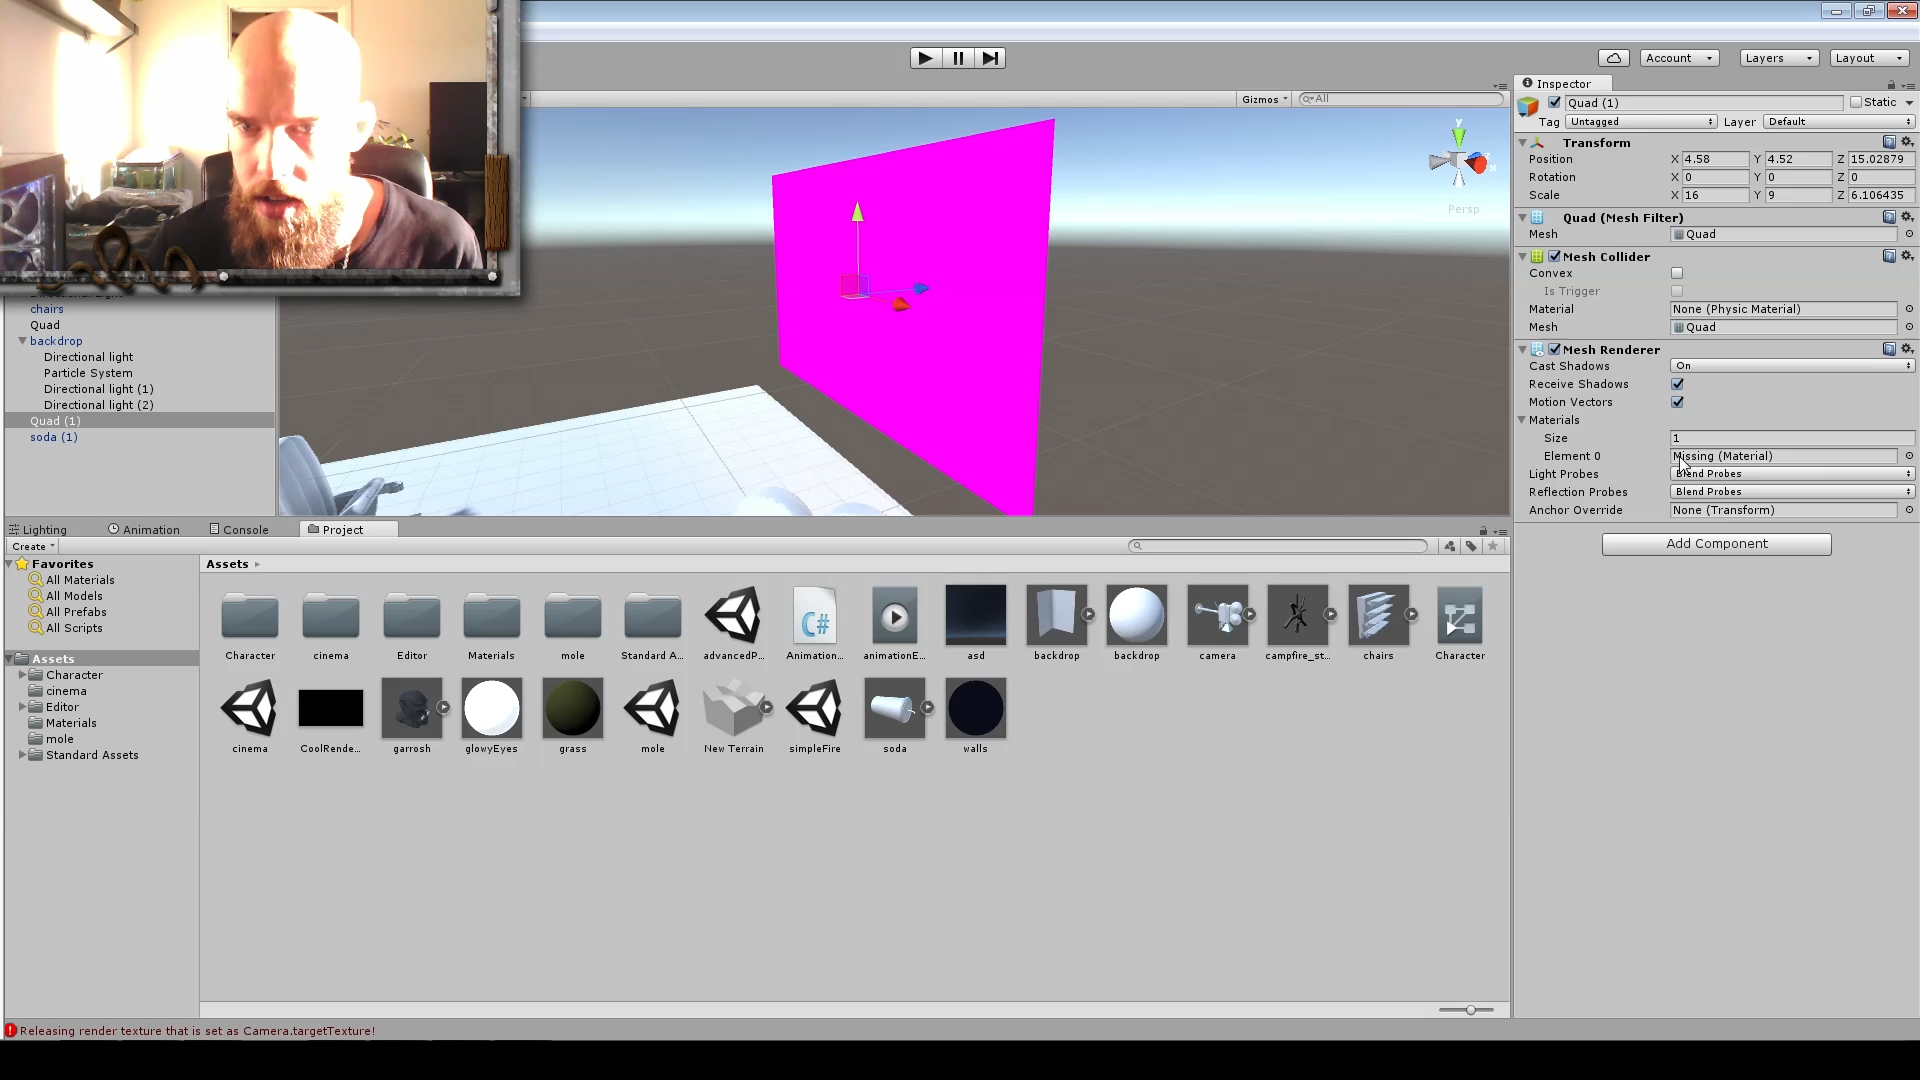 Account
Layers
Layout
Gizmos
All
Inspector
Quad (1)
Static
Tag Untagged Layer Default
Transform
Position X 4.58 Y 4.52 Z 15.02879
Rotation X 0 Y 0 Z 0
Scale X 16 Y 9 Z 6.106435
Quad (Mesh Filter)
Mesh Quad
Mesh Collider
Convex
Is Trigger
Material None (Physic Material)
Mesh Quad
Mesh Renderer
Cast Shadows On
Receive Shadows
Motion Vectors
Materials
Size 1
Element 0 Missing (Material)
Light Probes Blend Probes
Reflection Probes Blend Probes
Anchor Override None (Transform)
Add Component
y
x
Persp
chairs
Quad
backdrop
Directional light
Particle System
Directional light (1)
Directional light (2)
Quad (1)
soda (1)
Lighting Animation Console Project
Create
Favorites
All Materials
All Models
All Prefabs
All Scripts
Assets
Character
cinema
Editor
Materials
mole
Standard Assets
Assets
C#
Character cinema Editor Materials mole Standard A... advancedP... Animation... animationE... asd backdrop backdrop camera campfire_st... chairs Character
cinema CoolRende... garrosh glowyEyes grass mole New Terrain simpleFire soda walls
Releasing render texture that is set as Camera.targetTexture!